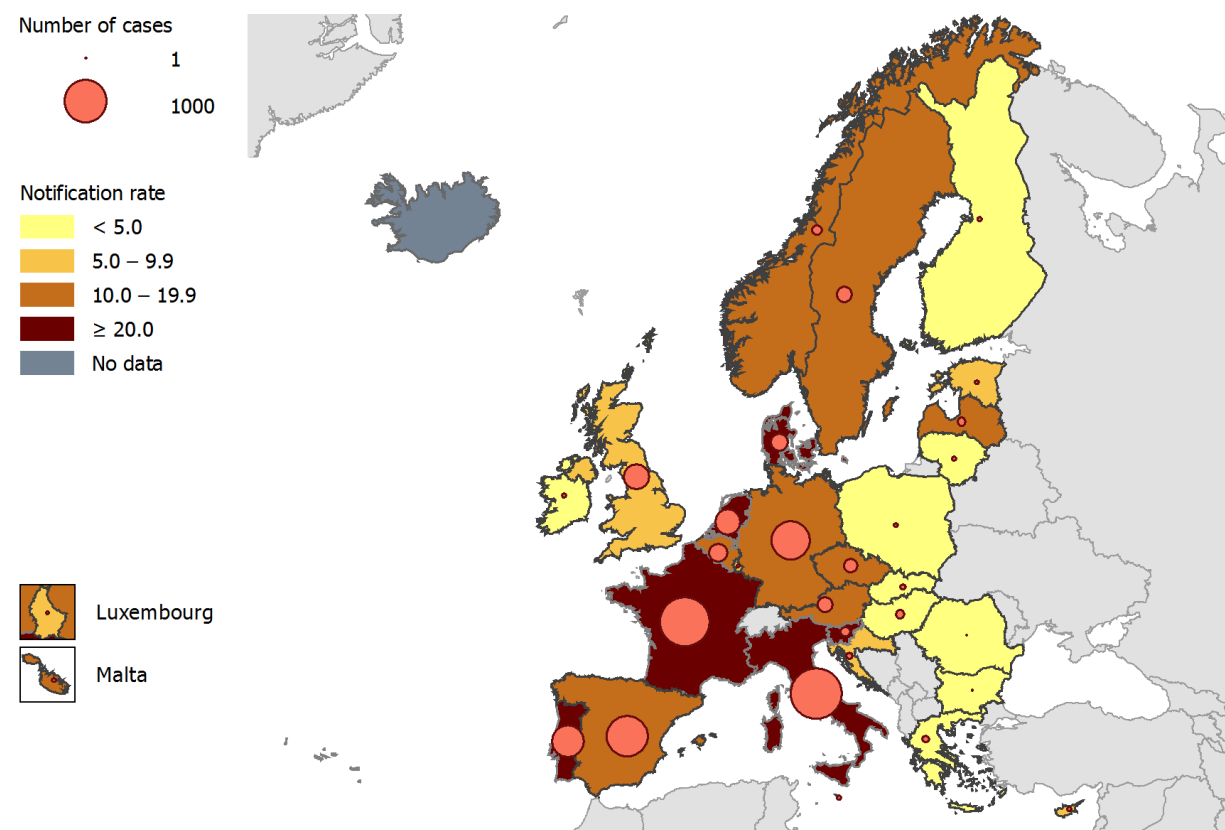 Number of cases
1
1000
Notification rate
< 5.0
5.0 – 9.9
10.0 – 19.9
≥ 20.0
No data
Luxembourg
Malta